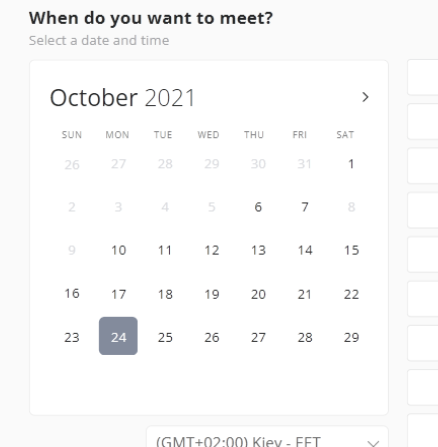 When do you want to meet?
Select a date and time
October 2021
SUN MON TUE WED THU FRI SAT
26 27 28 29 30 31 1
2 3 4 5 6 7 8
9 10 11 12 13 14 15
16 17 18 19 20 21 22
23 24 25 26 27 28 29
(GMT+02:00) Kiev - EET